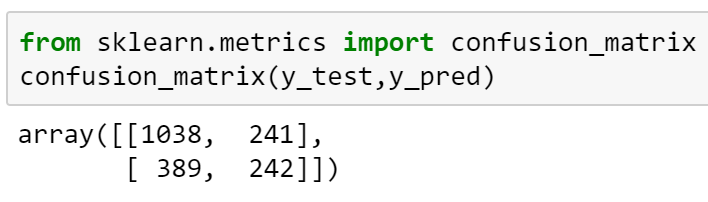 from sklearn.metrics import confusion_matrix
confusion_matrix(y_test,y_pred)
array([[1038,  241],
       [ 389,  242]])